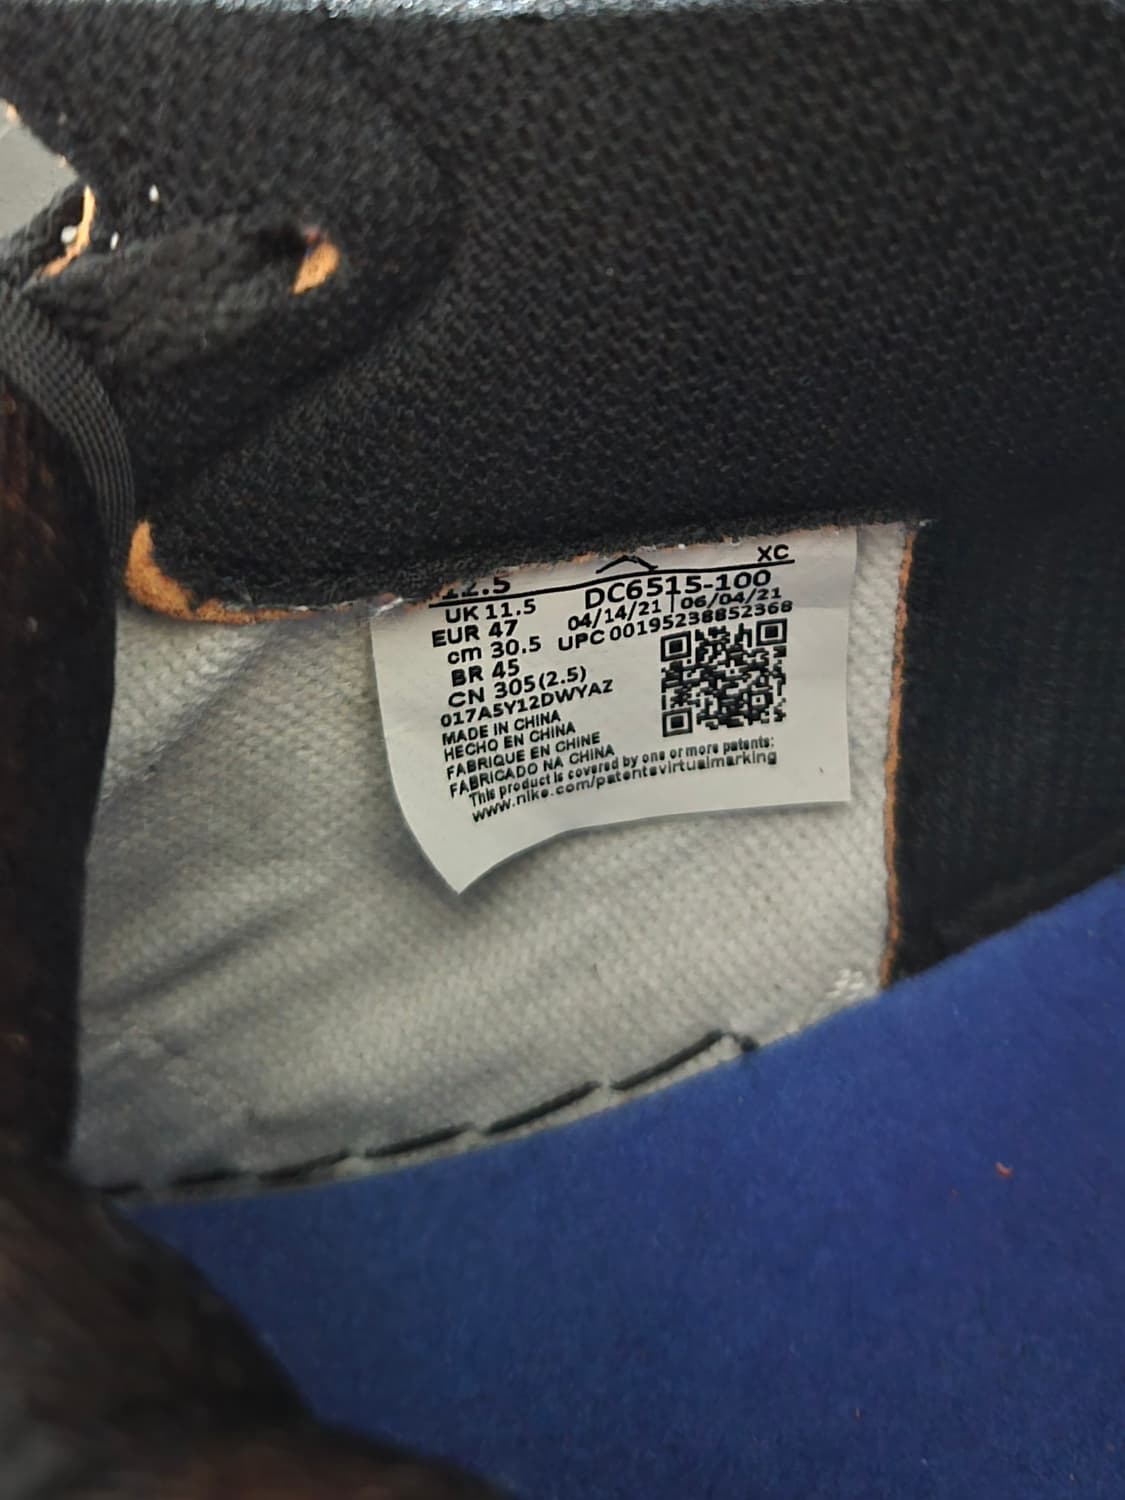 XC
12.5
DC6515-100
UK 11.5
04/14/21 | 06/04/21
EUR 47
UPC 00195238852368
cm 30.5
BR 45
CN 305(2.5)
017A5Y12DWYAZ
MADE IN CHINA
HECHO EN CHINA
FABRIQUE EN CHINE
FABRICADO NA CHINA
This product is covered by one or more patents:
www.nike.com/patentsvirtualmarking